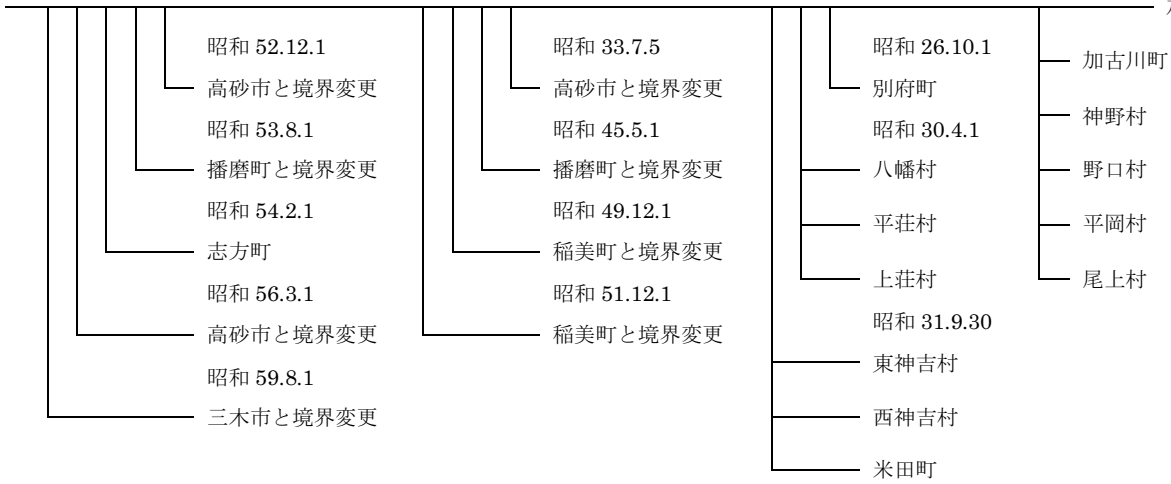 昭和 52.12.1
高砂市と境界変更
昭和 53.8.1
播磨町と境界変更
昭和 54.2.1
志方町
昭和 56.3.1
高砂市と境界変更
昭和 59.8.1
三木市と境界変更
昭和 33.7.5
高砂市と境界変更
昭和 45.5.1
播磨町と境界変更
昭和 49.12.1
稲美町と境界変更
昭和 51.12.1
稲美町と境界変更
昭和 26.10.1
別府町
昭和 30.4.1
八幡村
平荘村
上荘村
昭和 31.9.30
東神吉村
西神吉村
米田町
加古川町
神野村
野口村
平岡村
尾上村